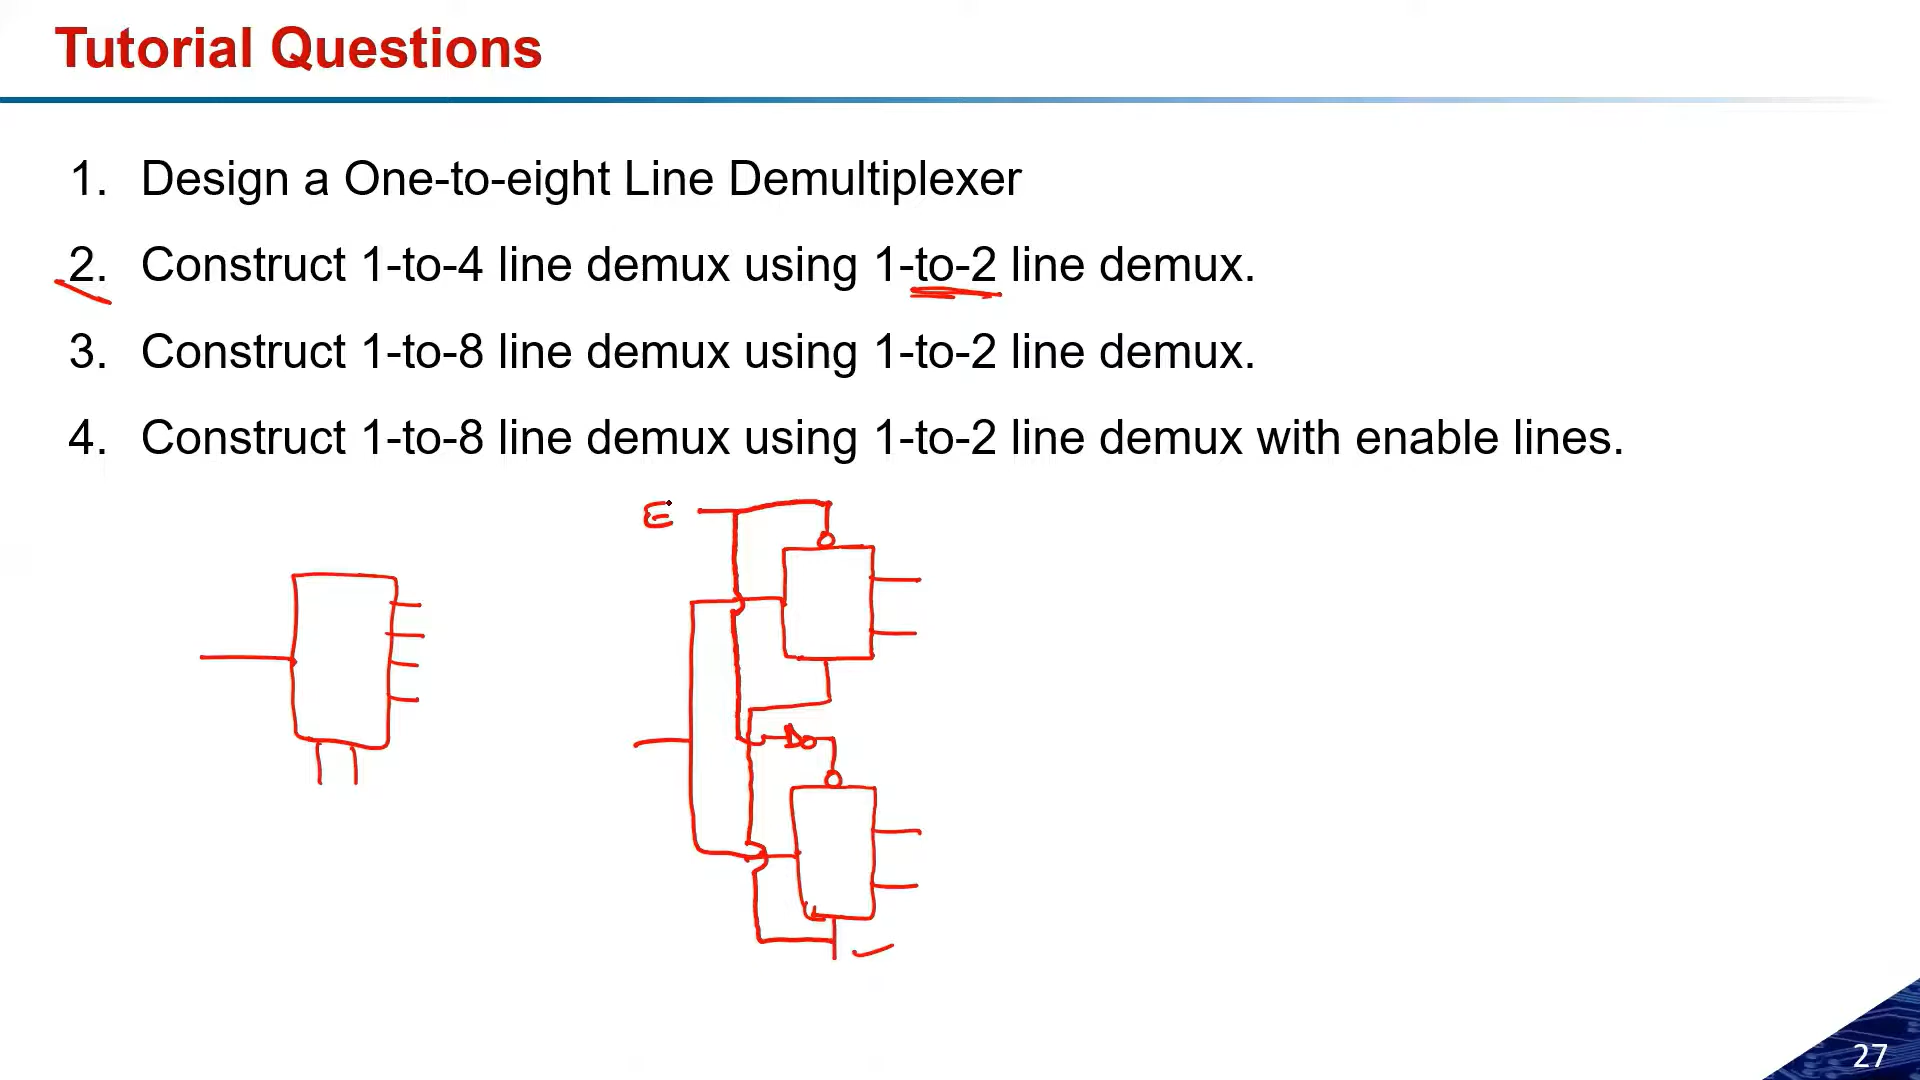 Tutorial Questions
1. Design a One-to-eight Line Demultiplexer
2. Construct 1-to-4 line demux using 1-to-2 line demux.
3. Construct 1-to-8 line demux using 1-to-2 line demux.
4. Construct 1-to-8 line demux using 1-to-2 line demux with enable lines.
E
27